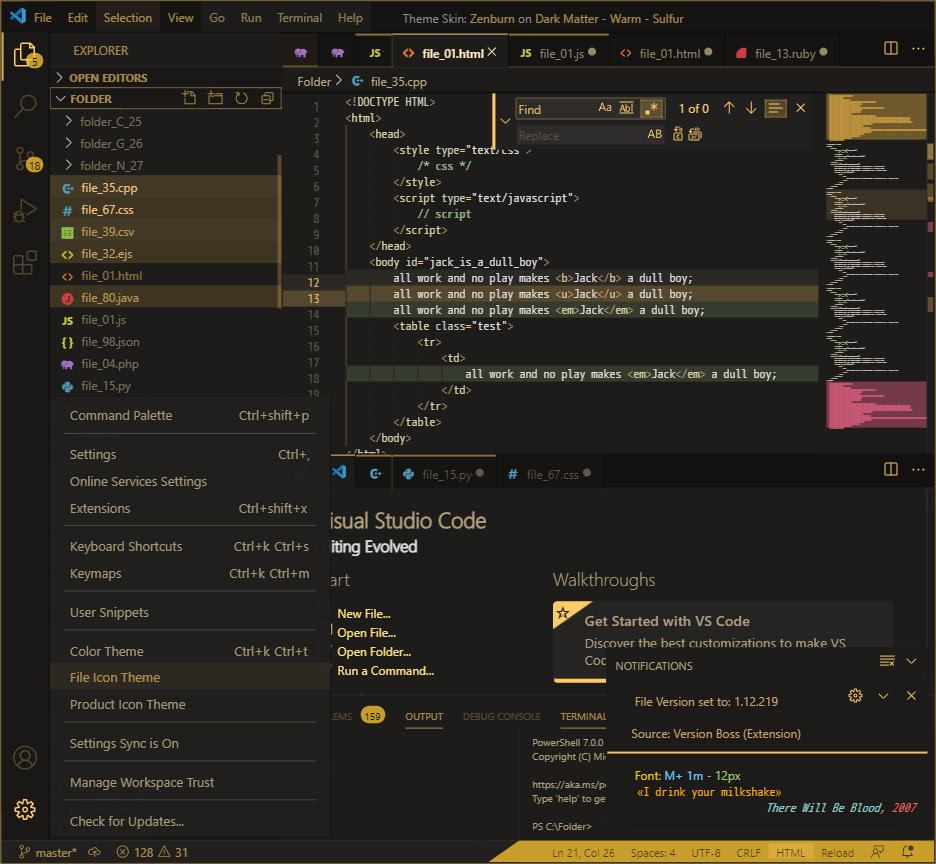 File Edit Selection View Go Run Terminal Help Theme Skin: Zenburn on Dark Matter - Warm - Sulfur
5
18
EXPLORER
OPEN EDITORS
FOLDER
folder_C_25
folder_G_26
folder_N_27
file_35.cpp
file_67.css
file_39.csv
file_32.ejs
file_01.html
file_80.java
file_01.js
file_98.json
file_04.php
file_15.py
JS file_01.html JS file_01.js file_01.html file_13.ruby
Folder > file_35.cpp
Find Aa Abl .* 1 of 0
Replace AB
1 <!DOCTYPE HTML>
2 <html>
3 <head>
4 <style type="text/css">
5 /* css */
6 </style>
7 <script type="text/javascript">
8 // script
9 </script>
10 </head>
11 <body id="jack_is_a_dull_boy">
12 all work and no play makes <b>Jack</b> a dull boy;
13 all work and no play makes <u>Jack</u> a dull boy;
14 all work and no play makes <em>Jack</em> a dull boy;
15 <table class="test">
16 <tr>
17 <td>
18 all work and no play makes <em>Jack</em> a dull boy;
19 </td>
</tr>
</table>
</body>
</html>
Command Palette Ctrl+shift+p
Settings Ctrl+,
Online Services Settings
Extensions Ctrl+shift+x
Keyboard Shortcuts Ctrl+k Ctrl+s
Keymaps Ctrl+k Ctrl+m
User Snippets
Color Theme Ctrl+k Ctrl+t
File Icon Theme
Product Icon Theme
Settings Sync is On
Manage Workspace Trust
Check for Updates...
file_15.py # file_67.css
isual Studio Code
iting Evolved
art
New File...
Open File...
Open Folder...
Run a Command...
Walkthroughs
Get Started with VS Code
Discover the best customizations to make VS
Coc
LEMS 159 OUTPUT DEBUG CONSOLE TERMINAL
PowerShell 7.0.0
Copyright (C) Mi
https://aka.ms/p
Type 'help' to ge
PS C:\Folder>
NOTIFICATIONS
File Version set to: 1.12.219
Source: Version Boss (Extension)
Font: M+ 1m - 12px
«I drink your milkshake»
There Will Be Blood, 2007
master* 128 31 Ln 21, Col 26 Spaces: 4 UTF-8 CRLF HTML Reload